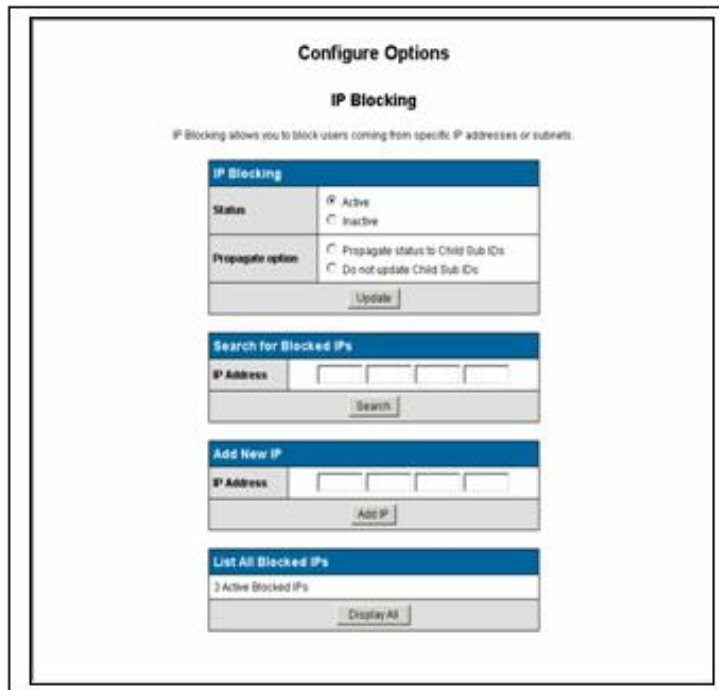 Configure Options
IP Blocking
IP Blocking allows you to block users coming from specific IP addresses or subnets.
IP Blocking
Status
Active
Inactive
Propagate option
Propagate status to Child Sub IDs
Do not update Child Sub IDs
Update
Search for Blocked IPs
IP Address
Search
Add New IP
IP Address
Add IP
List All Blocked IPs
3 Active Blocked IPs
Display All